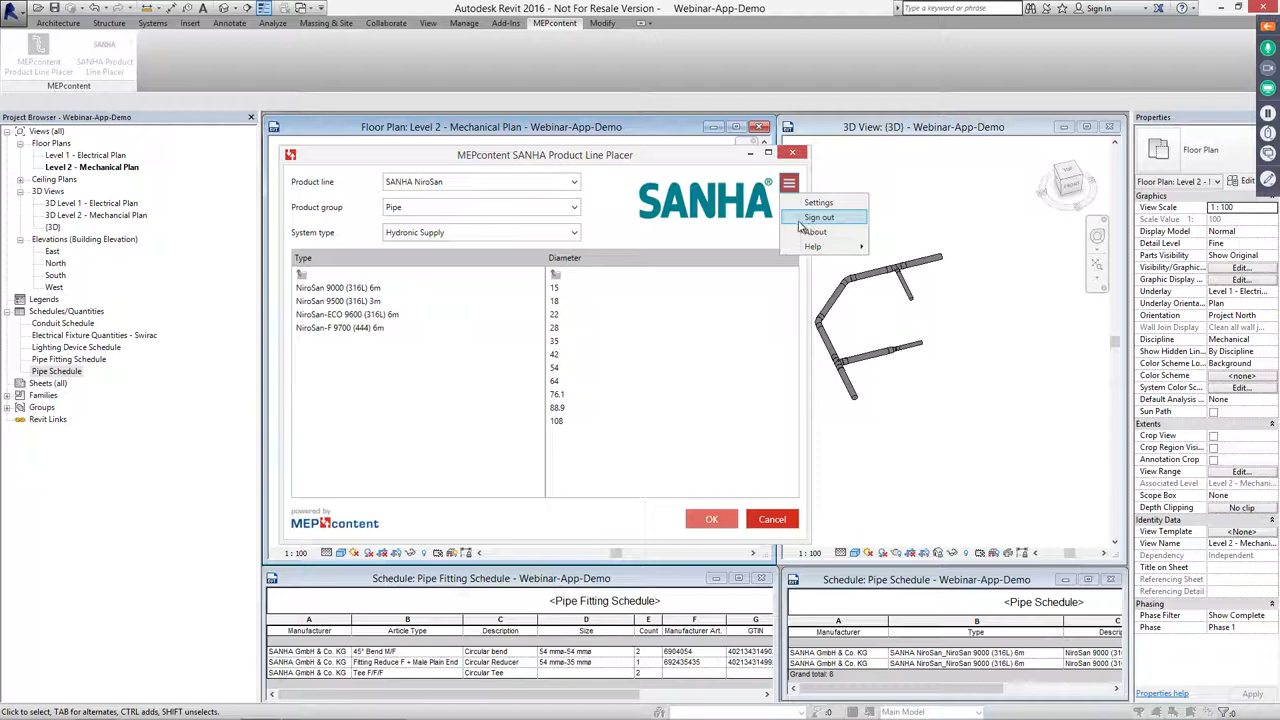 Autodesk Revit 2016 - Not For Resale Version -    Webinar-App-Demo
Type a keyword or phrase
Sign In
Architecture Structure Systems Insert Annotate Analyze Massing & Site Collaborate View Manage Add-Ins MEPcontent Modify
MEPcontent
Product Line Placer
SANHA
SANHA Product
Line Placer
MEPcontent
Project Browser - Webinar-App-Demo
Views (all)
Floor Plans
Level 1 - Electrical Plan
Level 2 - Mechanical Plan
Ceiling Plans
3D Views
3D Level 1 - Electrical Plan
3D Level 2 - Mechancial Plan
{3D}
Elevations (Building Elevation)
East
North
South
West
Legends
Schedules/Quantities
Conduit Schedule
Electrical Fixture Quantities - Swirac
Lighting Device Schedule
Pipe Fitting Schedule
Pipe Schedule
Sheets (all)
Families
Groups
Revit Links
Floor Plan: Level 2 - Mechanical Plan - Webinar-App-Demo
MEPcontent SANHA Product Line Placer
Product line SANHA NiroSan
Product group Pipe
System type Hydronic Supply
SANHA®
Settings
Sign out
About
Help
Type Diameter
NiroSan 9000 (316L) 6m 15
NiroSan 9500 (316L) 3m 18
NiroSan-ECO 9600 (316L) 6m 22
NiroSan-F 9700 (444) 6m 28
35
42
54
64
76.1
88.9
108
powered by
MEPcontent
OK Cancel
1 : 100
3D View: {3D} - Webinar-App-Demo
TOP
FRONT
1 : 100
Schedule: Pipe Fitting Schedule - Webinar-App-Demo
<Pipe Fitting Schedule>
A B C D E F G
Manufacturer Article Type Description Size Count Manufacturer Art. GTIN
SANHA GmbH & Co. KG 45° Bend M/F Circular bend 54 mmø-54 mmø 2 6904054 40213431490
SANHA GmbH & Co. KG Fitting Reduce F + Male Plain End Circular Reducer 54 mmø-35 mmø 1 692435435 40213431499
SANHA GmbH & Co. KG Tee F/F/F Circular Tee 2
Schedule: Pipe Schedule - Webinar-App-Demo
<Pipe Schedule>
A B C
Manufacturer Type Descrip
SANHA GmbH & Co. KG SANHA NiroSan_NiroSan 9000 (316L) 6m NiroSan 9000 (31
SANHA GmbH & Co. KG SANHA NiroSan_NiroSan 9000 (316L) 6m NiroSan 9000 (31
Grand total: 8
Properties
Floor Plan
Floor Plan: Level 2 - M Edit
Graphics
View Scale 1 : 100
Scale Value 1: 100
Display Model Normal
Detail Level Fine
Parts Visibility Show Original
Visibility/Graphic... Edit...
Graphic Display ... Edit...
Underlay Level 1 - Electri...
Underlay Orienta... Plan
Orientation Project North
Wall Join Display Clean all wall j...
Discipline Mechanical
Show Hidden Lin... By Discipline
Color Scheme Lo... Background
Color Scheme <none>
System Color Sc... Edit...
Default Analysis ... None
Sun Path
Extents
Crop View
Crop Region Visi...
Annotation Crop
View Range Edit...
Associated Level Level 2 - Mechani...
Scope Box None
Depth Clipping No clip
Identity Data
View Template <None>
View Name Level 2 - Mechani...
Dependency Independent
Title on Sheet
Referencing Sheet
Referencing Detail
Phasing
Phase Filter Show Complete
Phase Phase 1
Properties help Apply
Click to select, TAB for alternates, CTRL adds, SHIFT unselects.
:0 Main Model :0